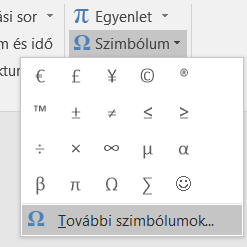 ási sor
π Egyenlet
m és idő
Ω Szimbólum
ktur
€ £ ¥ © ®
™ ± ≠ ≤ ≥
÷ × ∞ µ α
β π Ω ∑ ☺
Ω További szimbólumok...